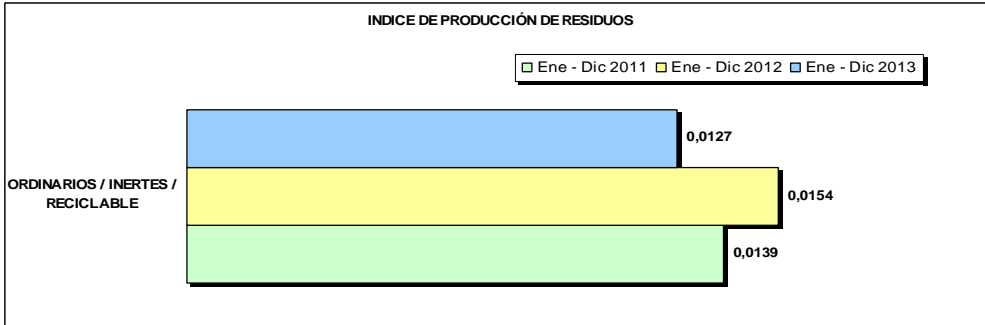 INDICE DE PRODUCCIÓN DE RESIDUOS
Ene - Dic 2011 Ene - Dic 2012 Ene - Dic 2013
0,0127
ORDINARIOS / INERTES /
RECICLABLE
0,0154
0,0139